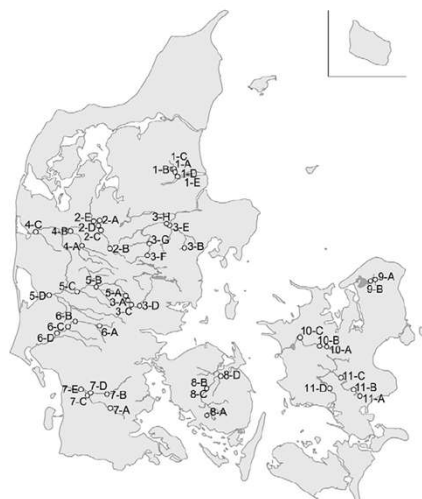 1-C
1-A
1-B
1-D
1-E
2-E
2-A
3-H
4-C
2-D
3-E
4-B
2-C
3-G
4-A
2-B
3-B
3-F
5-B
9-A
5-C
9-B
5-D
5-A
3-A
3-D
3-C
6-B
6-C
10-C
6-D
6-A
10-B
10-A
8-D
11-C
8-B
7-D
7-E
7-B
8-C
11-D
11-B
7-C
11-A
7-A
8-A